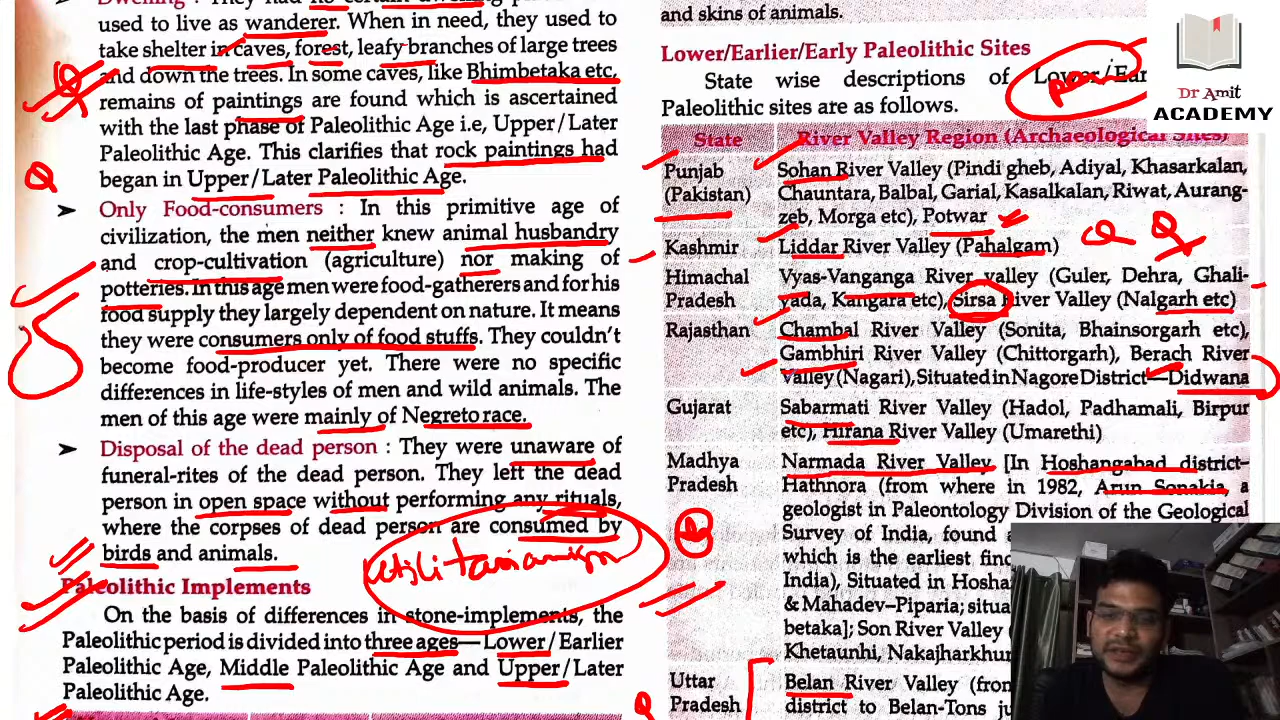 Dwelling : They had no certain dwelling
used to live as wanderer. When in need, they used to
take shelter in caves, forest, leafy branches of large trees
and down the trees. In some caves, like Bhimbetaka etc,
remains of paintings are found which is ascertained
with the last phase of Paleolithic Age i.e, Upper/Later
Paleolithic Age. This clarifies that rock paintings had
began in Upper/Later Paleolithic Age.
➤ Only Food-consumers : In this primitive age of
civilization, the men neither knew animal husbandry
and crop-cultivation (agriculture) nor making of
potteries. In this age men were food-gatherers and for his
food supply they largely dependent on nature. It means
they were consumers only of food stuffs. They couldn't
become food-producer yet. There were no specific
differences in life-styles of men and wild animals. The
men of this age were mainly of Negreto race.
➤ Disposal of the dead person : They were unaware of
funeral-rites of the dead person. They left the dead
person in open space without performing any rituals,
where the corpses of dead person are consumed by
birds and animals.
Paleolithic Implements
On the basis of differences in stone-implements, the
Paleolithic period is divided into three ages— Lower/Earlier
Paleolithic Age, Middle Paleolithic Age and Upper/Later
Paleolithic Age.
and skins of animals.
Lower/Earlier/Early Paleolithic Sites
State wise descriptions of Lower/Ear
Paleolithic sites are as follows.
State River Valley Region (Archaeological Sites)
Punjab Sohan River Valley (Pindi gheb, Adiyal, Khasarkalan,
(Pakistan) Chauntara, Balbal, Garial, Kasalkalan, Riwat, Aurang-
zeb, Morga etc), Potwar
Kashmir Liddar River Valley (Pahalgam)
Himachal Vyas-Vanganga River valley (Guler, Dehra, Ghali-
Pradesh yada, Kangara etc), Sirsa River Valley (Nalgarh etc)
Rajasthan Chambal River Valley (Sonita, Bhainsorgarh etc),
Gambhiri River Valley (Chittorgarh), Berach River
Valley (Nagari), Situated in Nagore District—Didwana
Gujarat Sabarmati River Valley (Hadol, Padhamali, Birpur
etc), Hirana River Valley (Umarethi)
Madhya Narmada River Valley [In Hoshangabad district-
Pradesh Hathnora (from where in 1982, Arun Sonakia, a
geologist in Paleontology Division of the Geological
Survey of India, found
which is the earliest
India), Situated in
& Mahadev–Piparia;
betaka]; Son River Valley
Khetaunhi,
Uttar Belan River Valley
Pradesh district to Belan-Tons
Dr Amit
ACADEMY